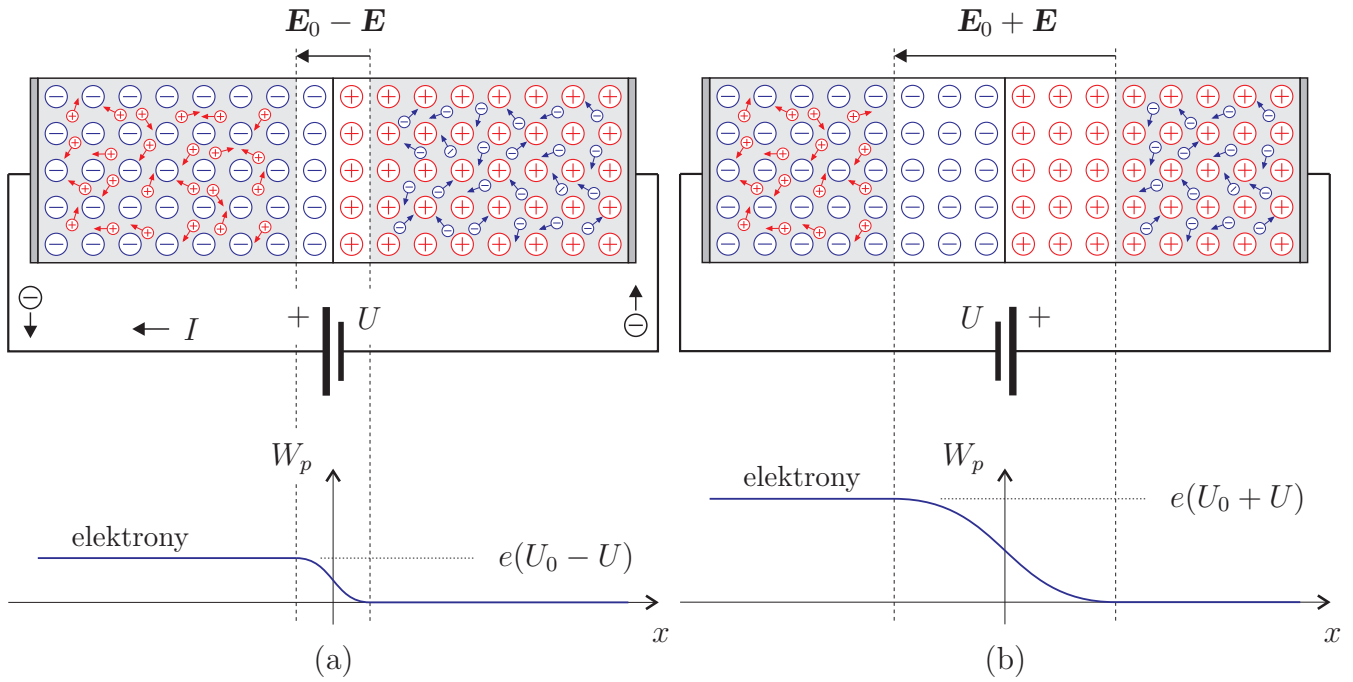 E₀ − E
I
+
U
Wₚ
elektrony
e(U₀ − U)
x
(a)
E₀ + E
U
+
Wₚ
elektrony
e(U₀ + U)
x
(b)